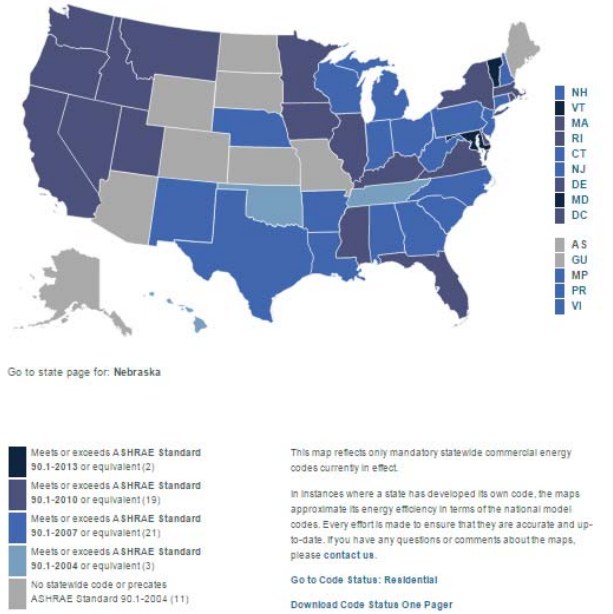 NH
VT
MA
RI
CT
NJ
DE
MD
DC
AS
GU
MP
PR
VI
Go to state page for: Nebraska
Meets or exceeds ASHRAE Standard
90.1-2013 or equivalent (2)
Meets or exceeds ASHRAE Standard
90.1-2010 or equivalent (19)
Meets or exceeds ASHRAE Standard
90.1-2007 or equivalent (21)
Meets or exceeds ASHRAE Standard
90.1-2004 or equivalent (3)
No statewide code or precates
ASHRAE Standard 90.1-2004 (11)
This map reflects only mandatory statewide commercial energy
codes currently in effect.
In instances where a state has developed its own code, the maps
approximate its energy efficiency in terms of the national model
codes. Every effort is made to ensure that they are accurate and up-
to-date. If you have any questions or comments about the maps,
please contact us.
Go to Code Status: Residential
Download Code Status One Pager